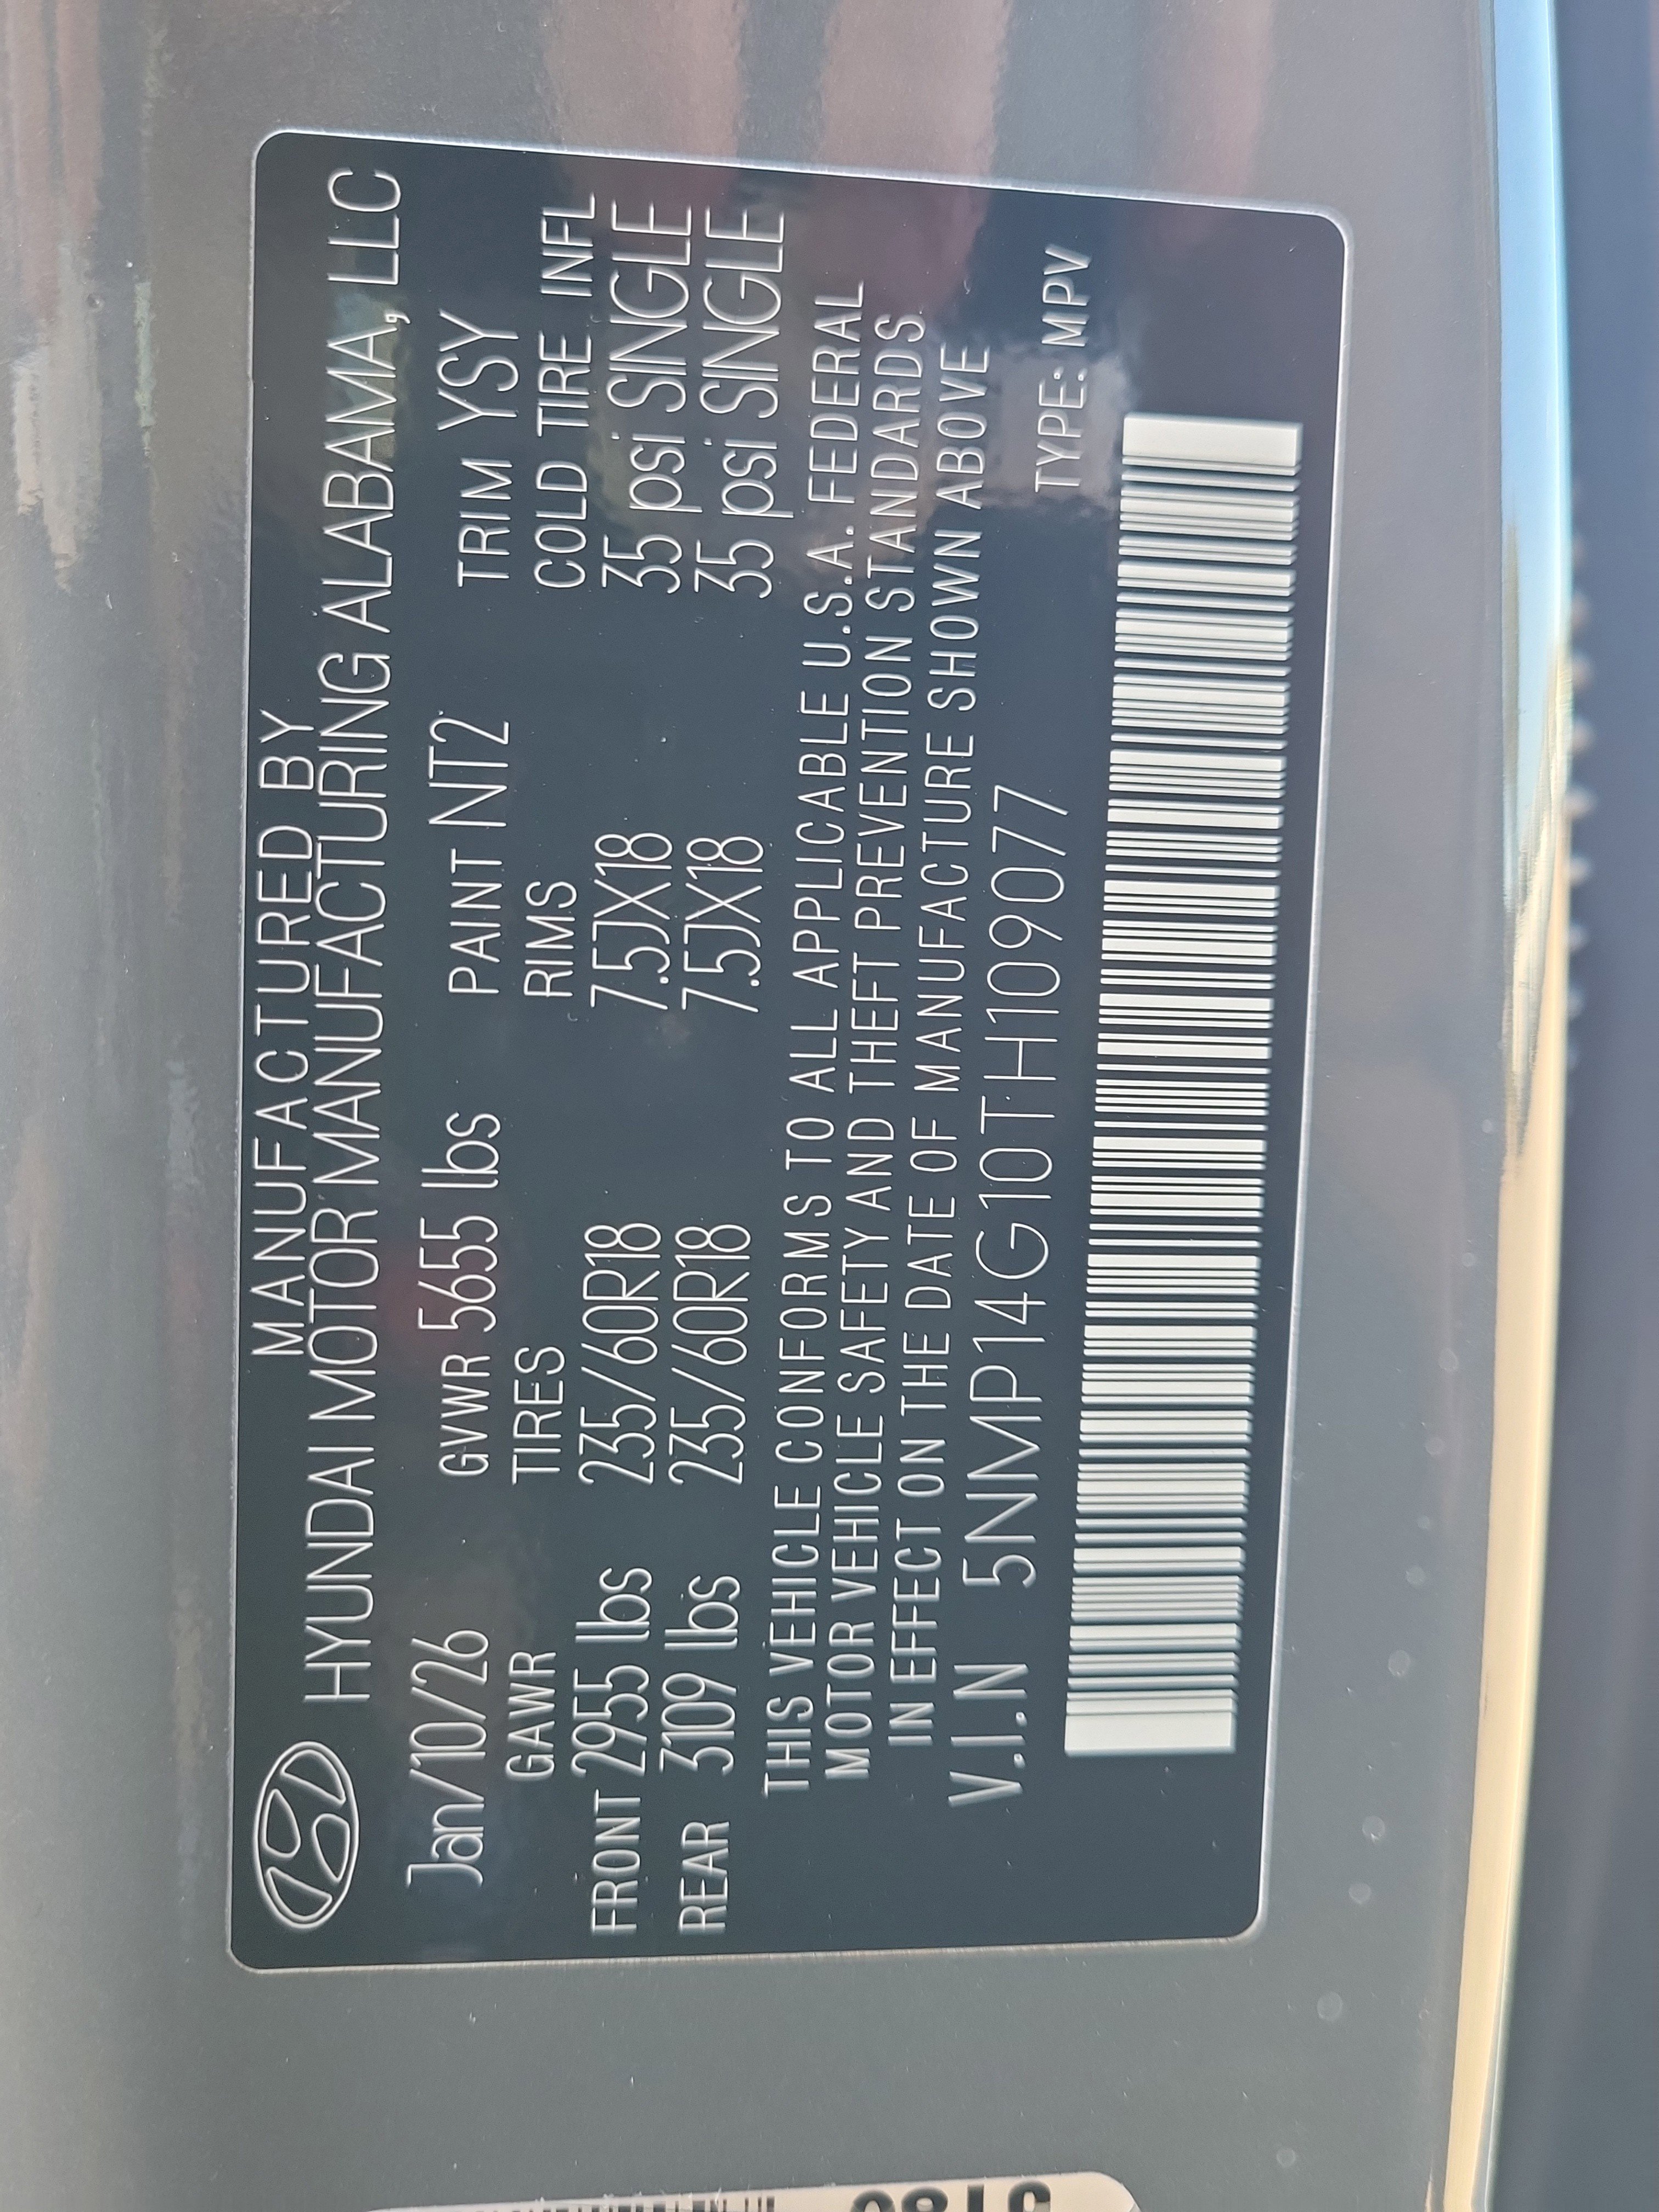 MANUFACTURED BY
HYUNDAI MOTOR MANUFACTURING ALABAMA, LLC
Jan/10/26 GVWR 5655 lbs PAINT NT2 TRIM YSY
GAWR TIRES RIMS COLD TIRE INFL
FRONT 2955 lbs 235/60R18 7.5JX18 35 psi SINGLE
REAR 3109 lbs 235/60R18 7.5JX18 35 psi SINGLE
THIS VEHICLE CONFORMS TO ALL APPLICABLE U.S.A. FEDERAL
MOTOR VEHICLE SAFETY AND THEFT PREVENTION STANDARDS
IN EFFECT ON THE DATE OF MANUFACTURE SHOWN ABOVE
V.I.N 5NMP14G10TH109077 TYPE: MPV